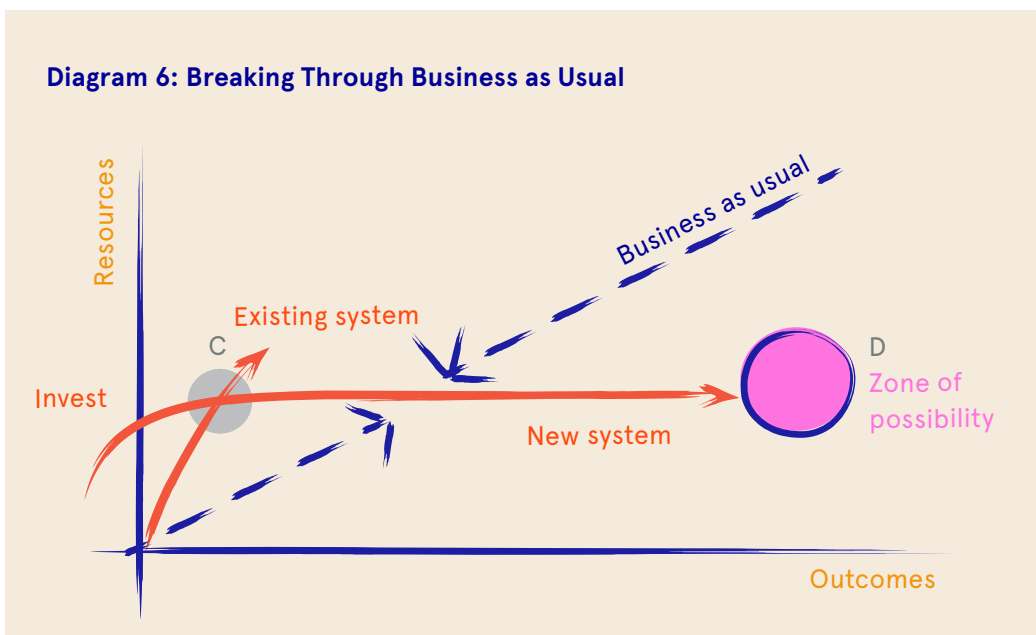 Diagram 6: Breaking Through Business as Usual
Resources
Business as usual
Existing system
C
D
Invest
Zone of
possibility
New system
Outcomes